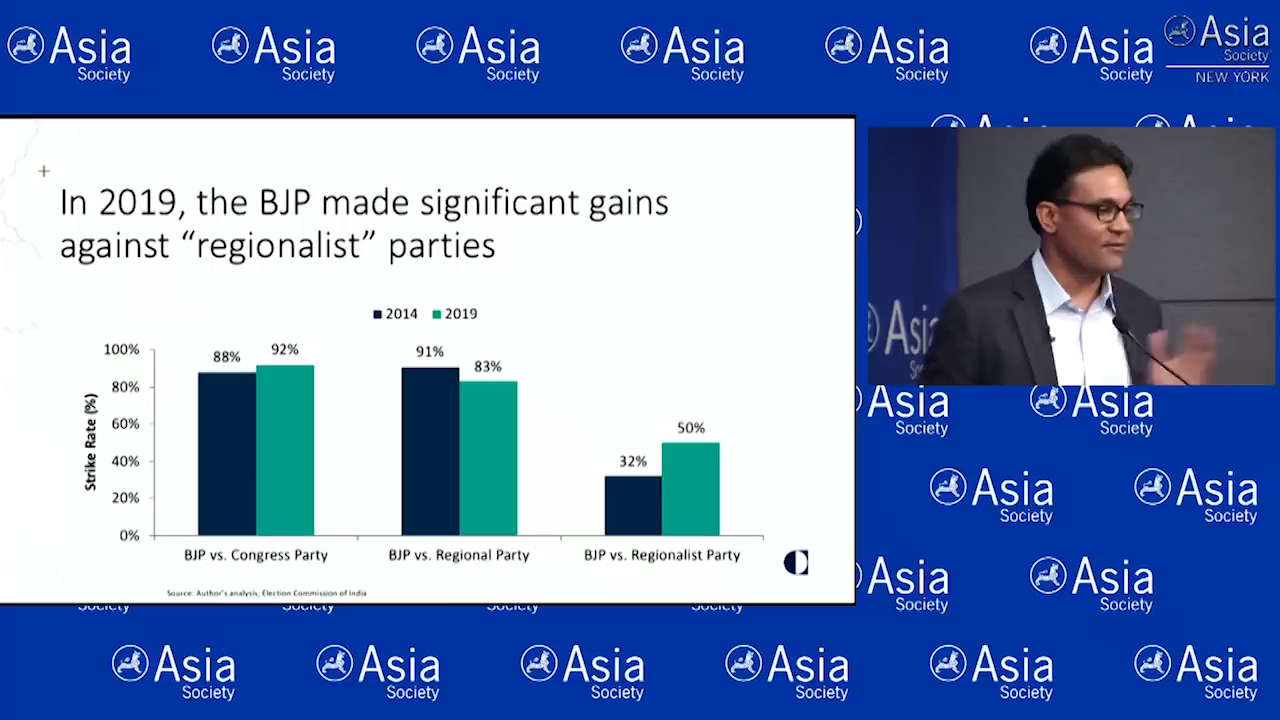 Asia
Society
Asia
Society
Asia
Society
Asia
Society
Asia
Society
Asia
Society
Asia
Society
NEW YORK
In 2019, the BJP made significant gains
against “regionalist” parties
2014 2019
Strike Rate (%)
100%
80%
60%
40%
20%
0%
88%
92%
91%
83%
32%
50%
BJP vs. Congress Party
BJP vs. Regional Party
BJP vs. Regionalist Party
Source: Author's analysis; Election Commission of India
Asia
Society
Asia
Society
Asia
Society
Asia
Society
Asia
Society
Asia
Society
Asia
Society
Society
Society
Society
Society
Asia
Society
Asia
Society
Asia
Society
Asia
Society
Asia
Society
Asia
Society